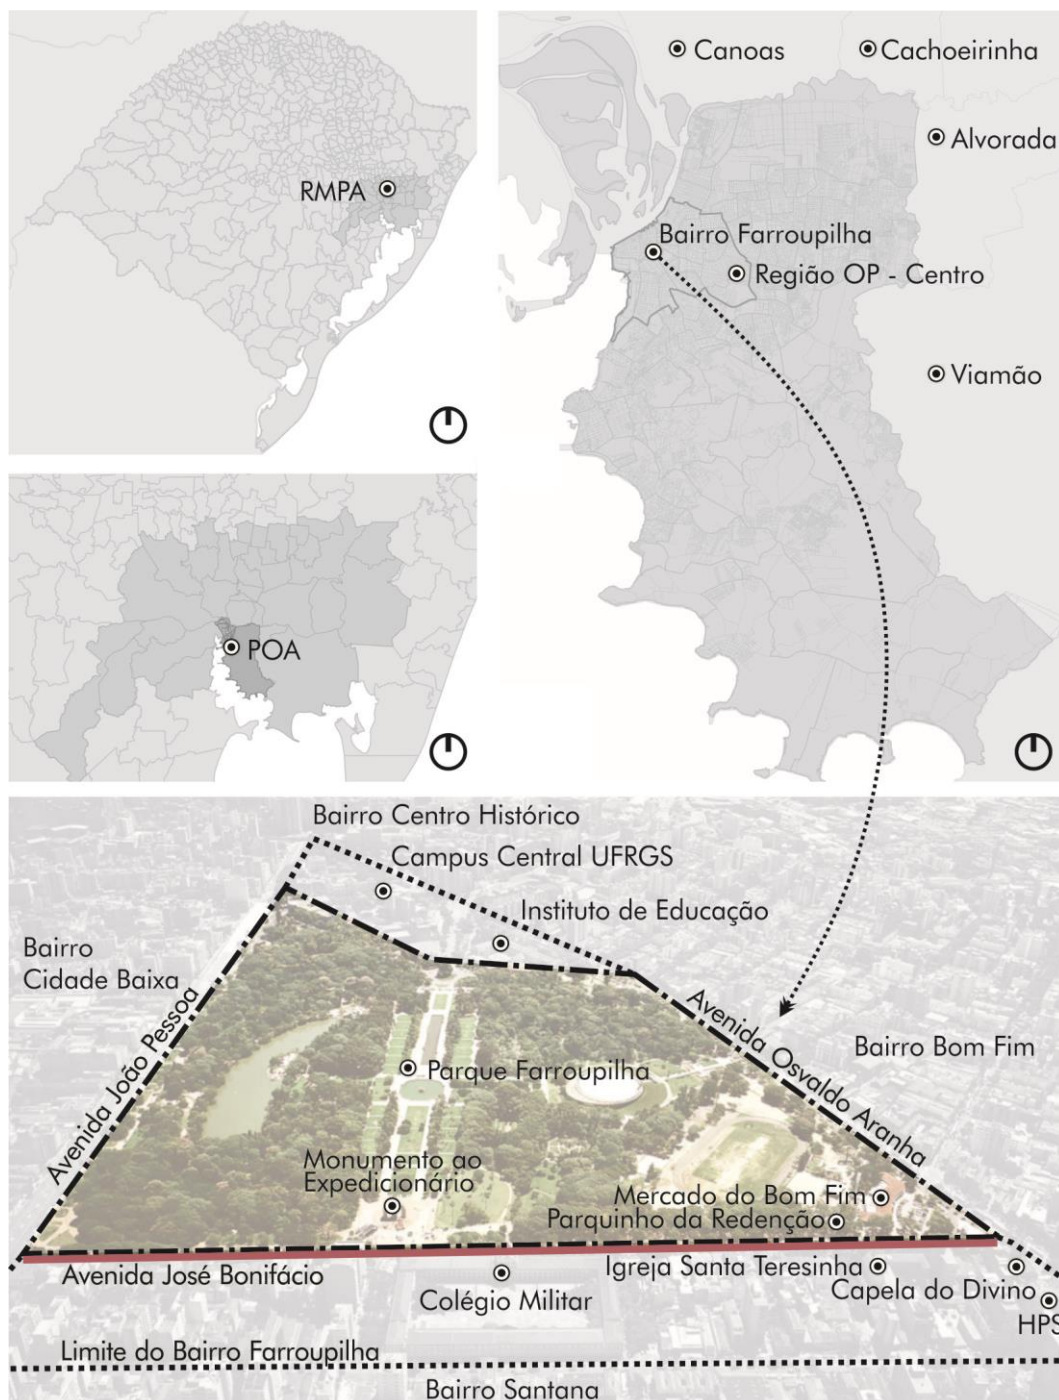 RMPA
Canoas
Cachoeirinha
Alvorada
Bairro Farroupilha
Região OP - Centro
Viamão
POA
Bairro Centro Histórico
Campus Central UFRGS
Instituto de Educação
Bairro
Cidade Baixa
Avenida João Pessoa
Avenida Osvaldo Aranha
Bairro Bom Fim
Parque Farroupilha
Monumento ao
Expedicionário
Mercado do Bom Fim
Parquinho da Redenção
Avenida José Bonifácio
Igreja Santa Teresinha
Capela do Divino
Colégio Militar
HPS
Limite do Bairro Farroupilha
Bairro Santana